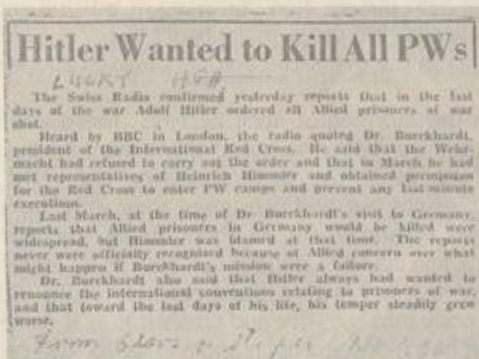 Hitler Wanted to Kill All PWs
LUCKY
The Swiss Radio confirmed yesterday reports that in the last
days of the war Adolf Hitler ordered all Allied prisoners of war
shot.
Heard by BBC in London, the radio quoted Dr. Burckhardt,
president of the International Red Cross. He said that the Wehr-
macht had refused to carry out the order and that in March he had
met representatives of Heinrich Himmler and obtained permission
for the Red Cross to enter PW camps and prevent any last-minute
executions.
Last March, at the time of Dr. Burckhardt's visit to Germany,
reports that Allied prisoners in Germany would be killed were
widespread, but Himmler was blamed at that time. The reports
never were officially recognized because of Allied concern over what
might happen if Burckhardt's mission were a failure.
Dr. Burckhardt also said that Hitler always had wanted to
renounce the international conventions relating to prisoners of war,
and that toward the last days of his life, his temper steadily grew
worse.
From Stars